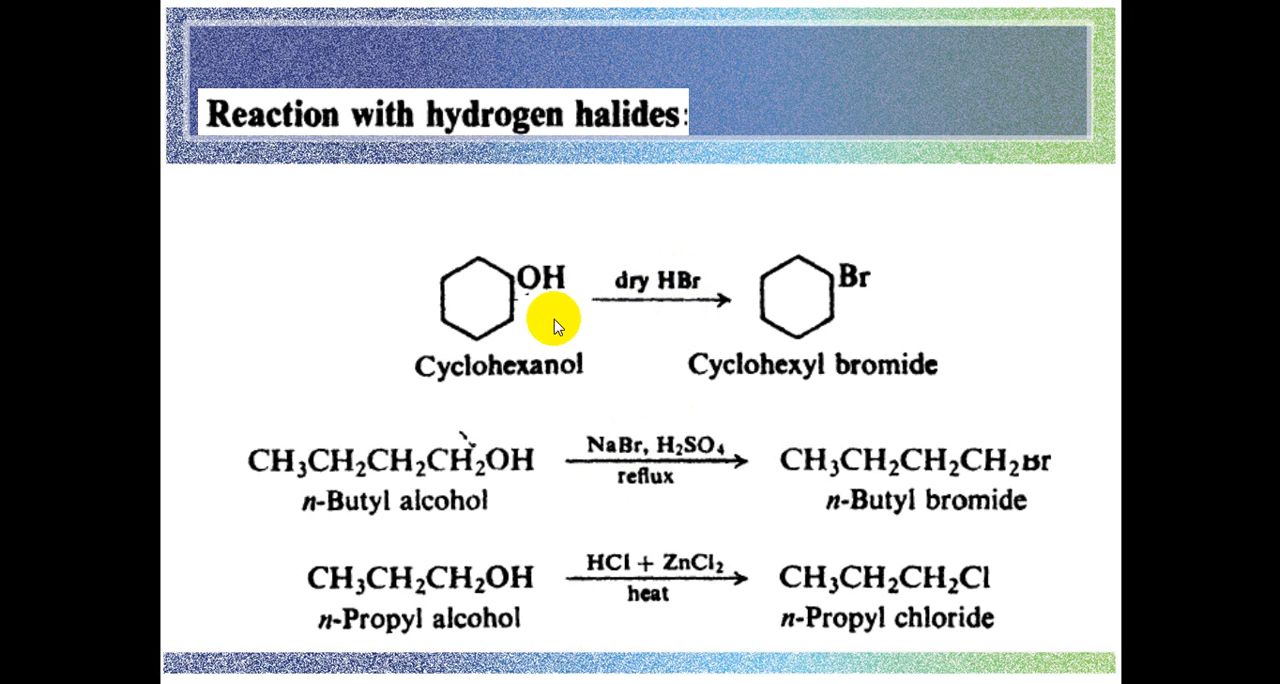 Reaction with hydrogen halides:
OH dry HBr Br
Cyclohexanol Cyclohexyl bromide
CH₃CH₂CH₂CH₂OH NaBr, H₂SO₄ CH₃CH₂CH₂CH₂Br
reflux
n-Butyl alcohol n-Butyl bromide
CH₃CH₂CH₂OH HCl + ZnCl₂ CH₃CH₂CH₂Cl
heat
n-Propyl alcohol n-Propyl chloride